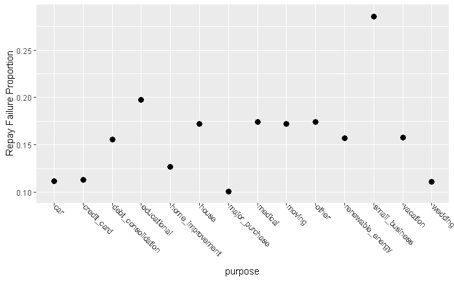 Repay Failure Proportion
0.25
0.20
0.15
0.10
car
credit_card
debt_consolidation
educational
home_improvement
house
major_purchase
medical
moving
other
renewable_energy
small_business
vacation
wedding
purpose